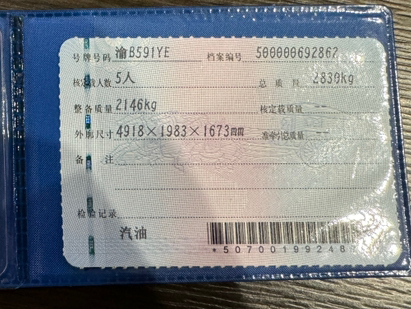 号牌号码 渝B591YE 档案编号 500000692862
核定载人数 5人 总质量 2830kg
整备质量 2146kg 核定载质量 --
外廓尺寸 4918×1983×1673mm 准牵引总质量 --
备注
检验记录
汽油